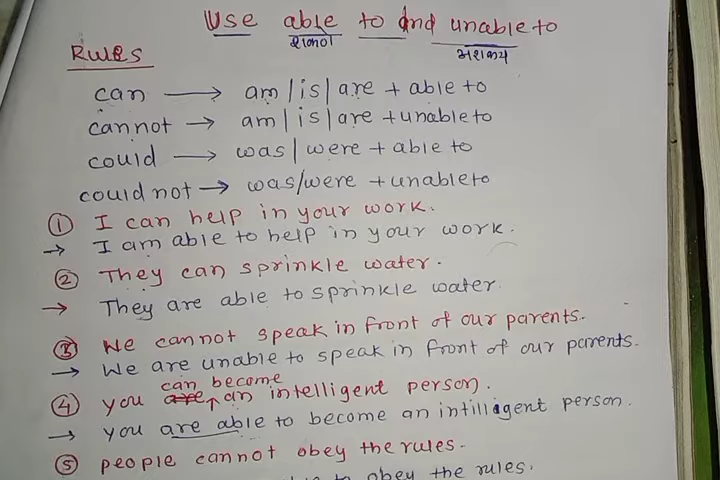 Use able to and unable to
शक्य अशक्य
Rules
can → am | is | are + able to
cannot → am | is | are + unable to
could → was | were + able to
could not → was/were + unable to
① I can help in your work.
→ I am able to help in your work.
② They can sprinkle water.
→ They are able to sprinkle water.
③ We cannot speak in front of our parents.
→ We are unable to speak in front of our parents.
can become
④ you ↑ an intelligent person.
→ you are able to become an intilligent person.
⑤ people cannot obey the rules.
to obey the rules.